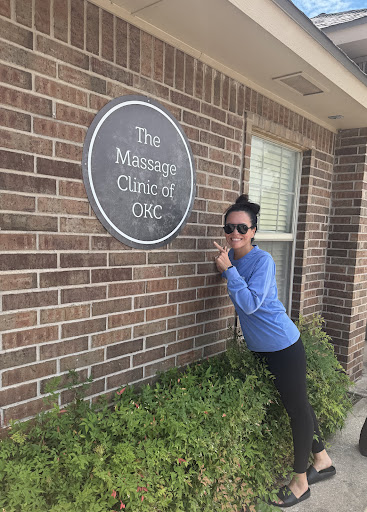 The
Massage
Clinic of
OKC